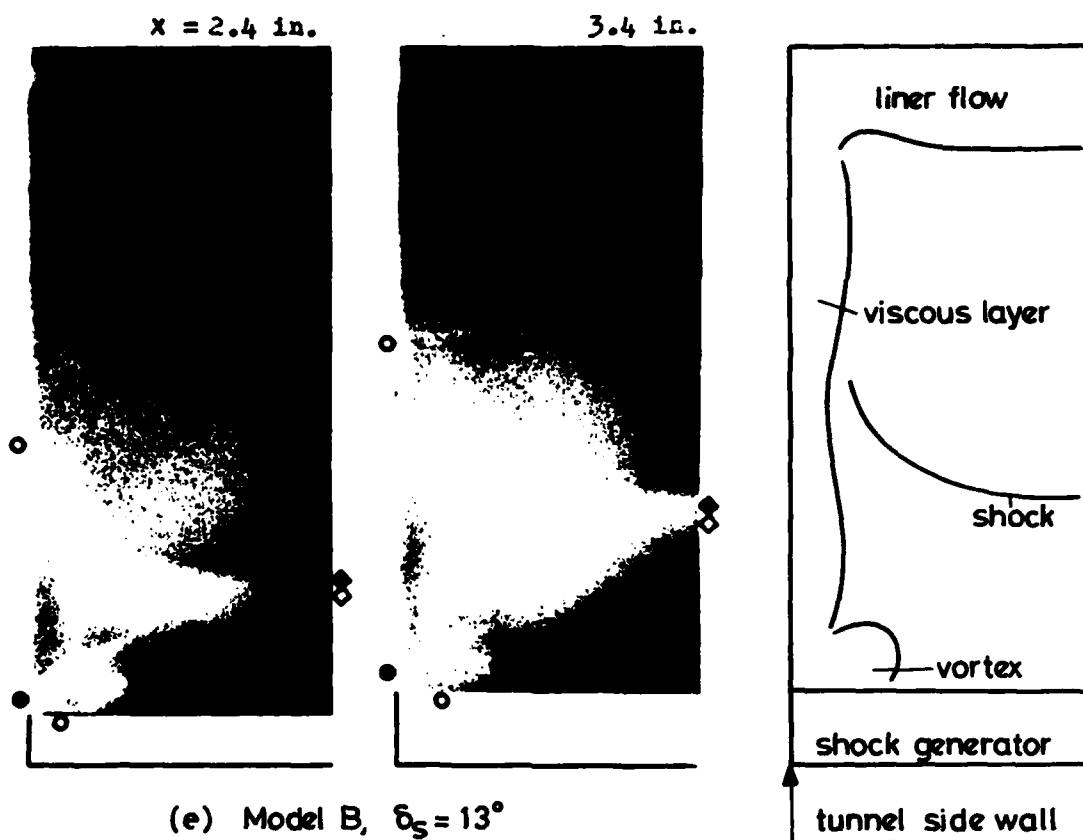 x = 2.4 in.
3.4 in.
liner flow
viscous layer
shock
vortex
shock generator
tunnel side wall
(e) Model B, δs = 13°